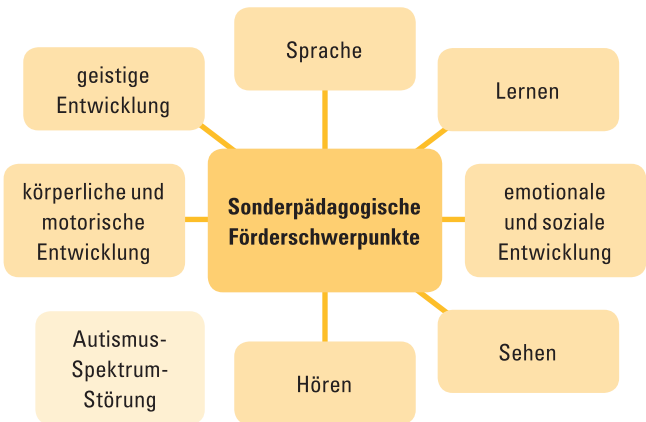 Sprache
geistige
Entwicklung
Lernen
körperliche und
motorische
Entwicklung
Sonderpädagogische
Förderschwerpunkte
emotionale
und soziale
Entwicklung
Autismus-
Spektrum-
Störung
Hören
Sehen